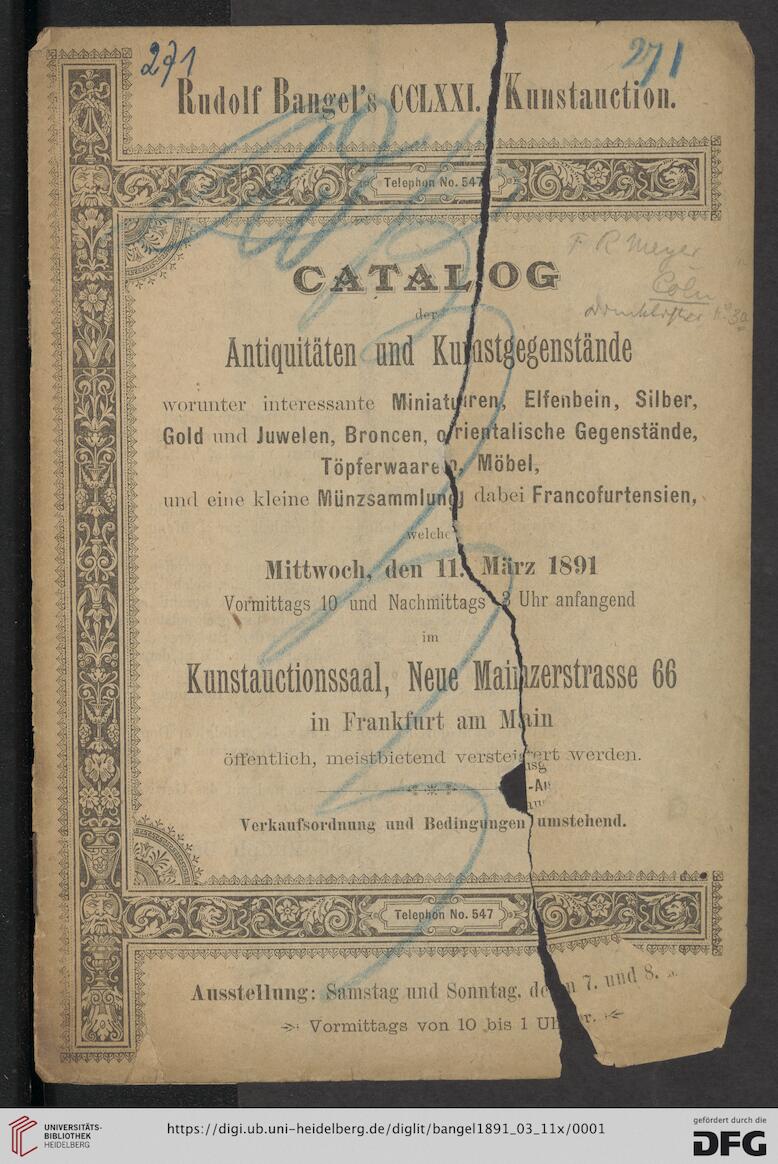 271 271
Rudolf Bangel's CCLXXI. Kunstauction.
Telephon No. 547
F R Meyer
Cöln
CATALOG
der
Antiquitäten und Kunstgegenstände
worunter interessante Miniaturen, Elfenbein, Silber,
Gold und Juwelen, Broncen, orientalische Gegenstände,
Töpferwaaren, Möbel,
und eine kleine Münzsammlung dabei Francofurtensien,
welche
Mittwoch, den 11. März 1891
Vormittags 10 und Nachmittags 3 Uhr anfangend
im
Kunstauctionssaal, Neue Mainzerstrasse 66
in Frankfurt am Main
öffentlich, meistbietend versteigert werden.
Verkaufsordnung und Bedingungen umstehend.
Telephon No. 547
Ausstellung: Samstag und Sonntag, den 7. und 8.
Vormittags von 10 bis 1 Uhr.
UNIVERSITÄTS-
BIBLIOTHEK
HEIDELBERG
https://digi.ub.uni-heidelberg.de/diglit/bangel1891_03_11x/0001
gefördert durch die
DFG